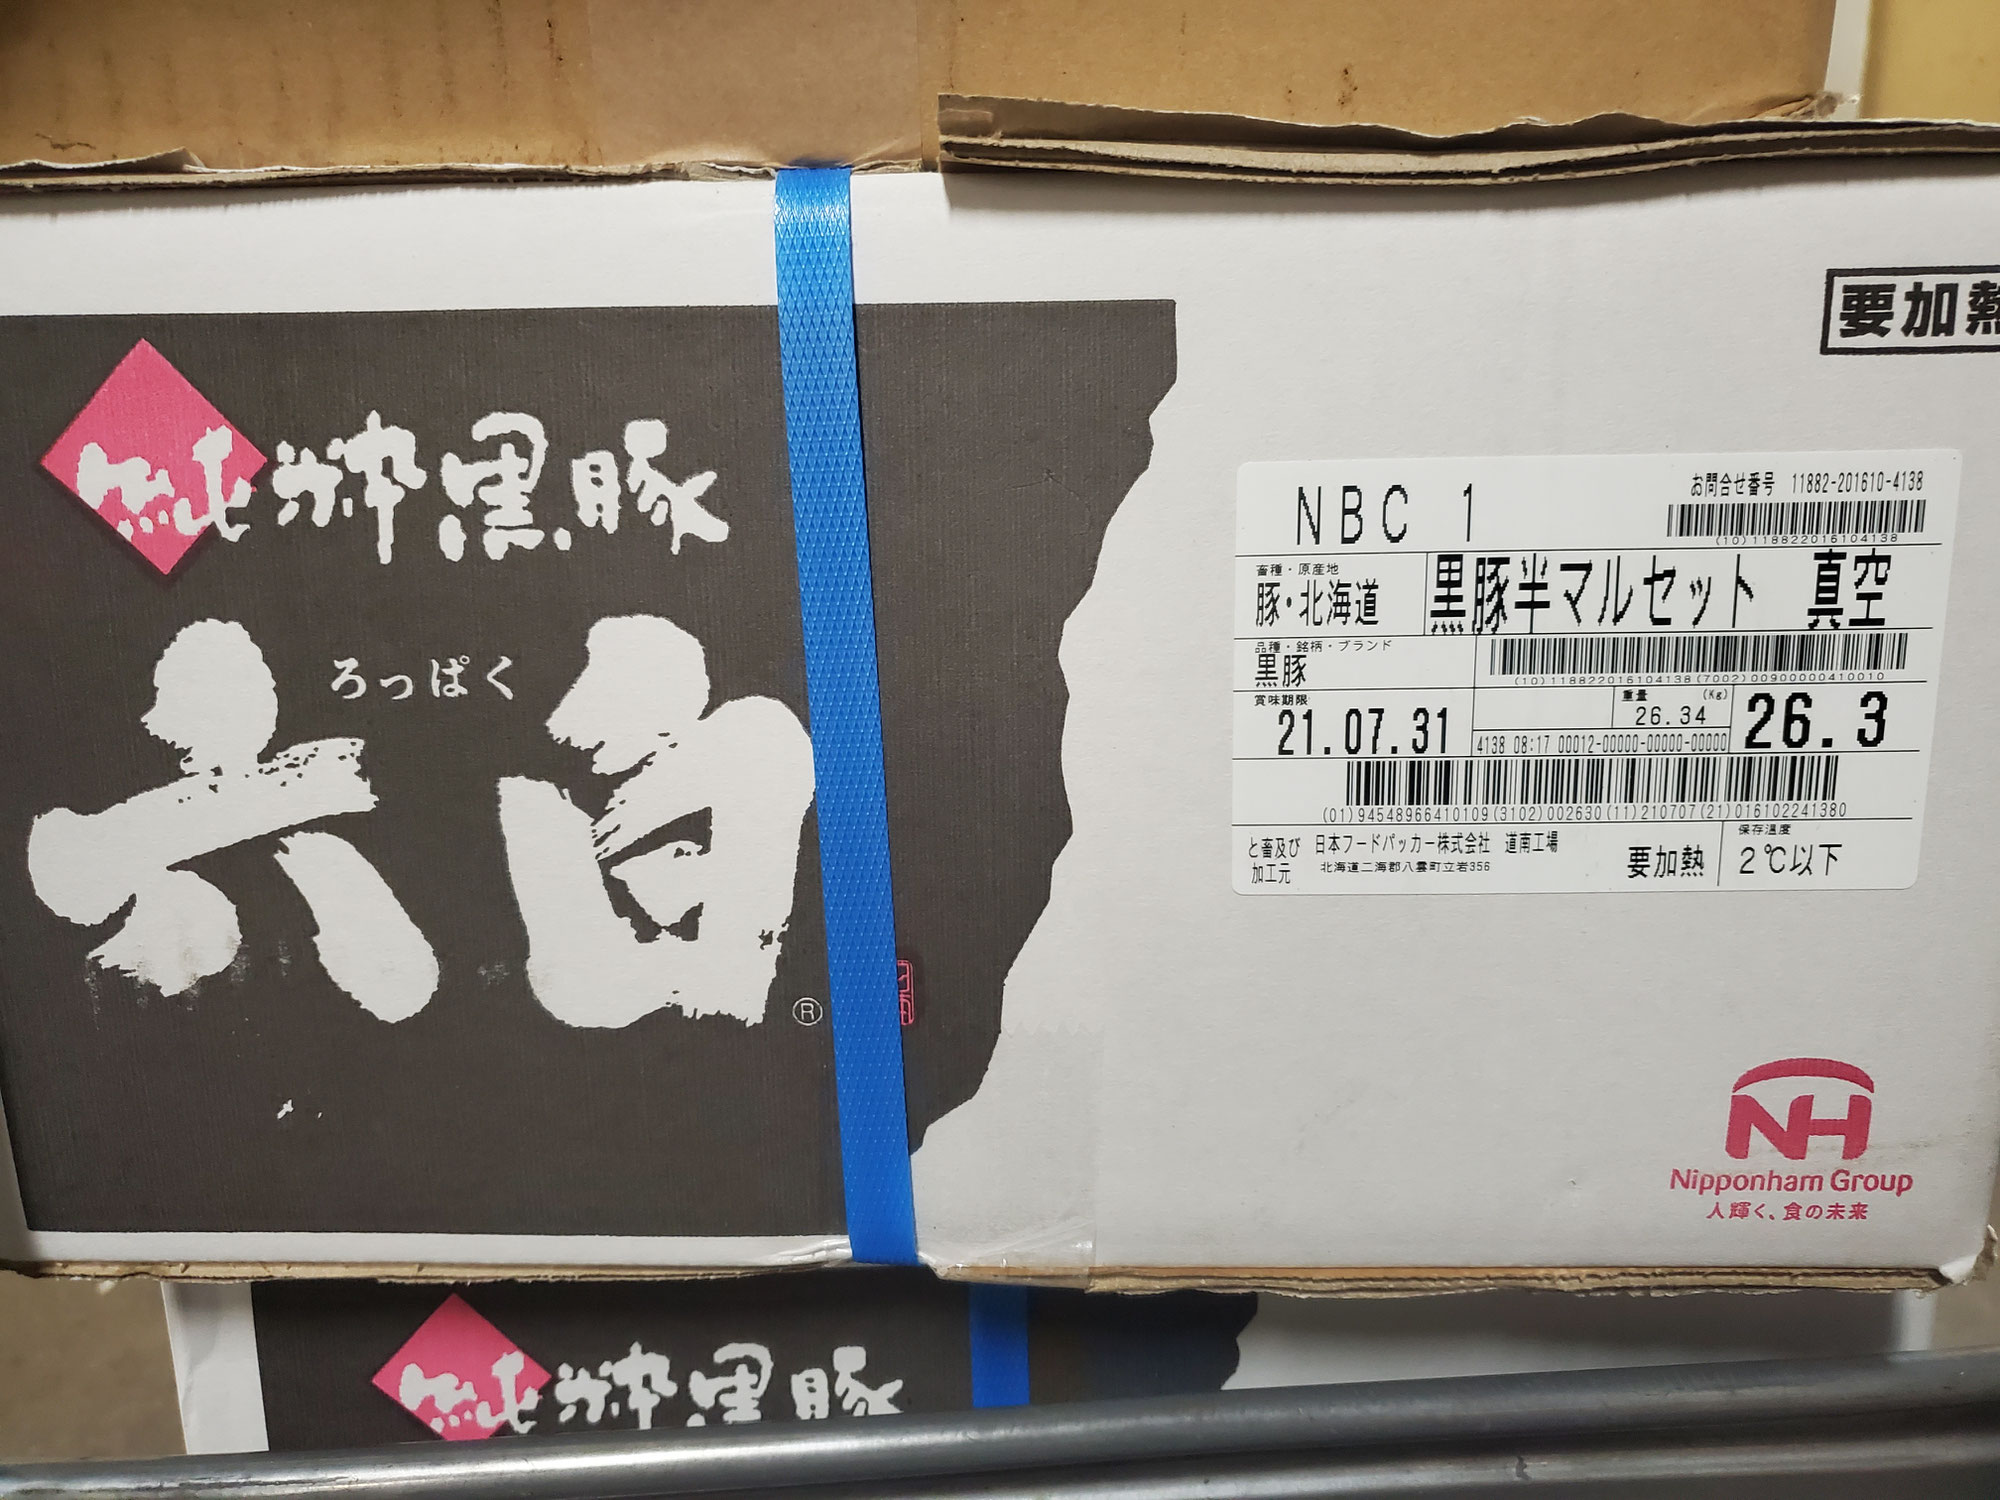 要加熱
純粋黒豚
ろっぱく
六白
®
NBC 1
お問合せ番号 11882-201610-4138
(10)1188220161041​38
畜種・原産地
豚・北海道
黒豚半マルセット 真空
品種・銘柄・ブランド
黒豚
(10)118822016104138(7002)00900000410010
賞味期限
21.07.31
重量 (Kg)
26.34
26.3
4138 08:17 00012-00000-00000-00000
(01)94548966410109(3102)002630(11)210707(21)016102241380
と畜及び
加工元
日本フードパッカー株式会社 道南工場
北海道二海郡八雲町立岩356
要加熱
保存温度
2℃以下
NH
Nipponham Group
人輝く、食の未来
純粋黒豚